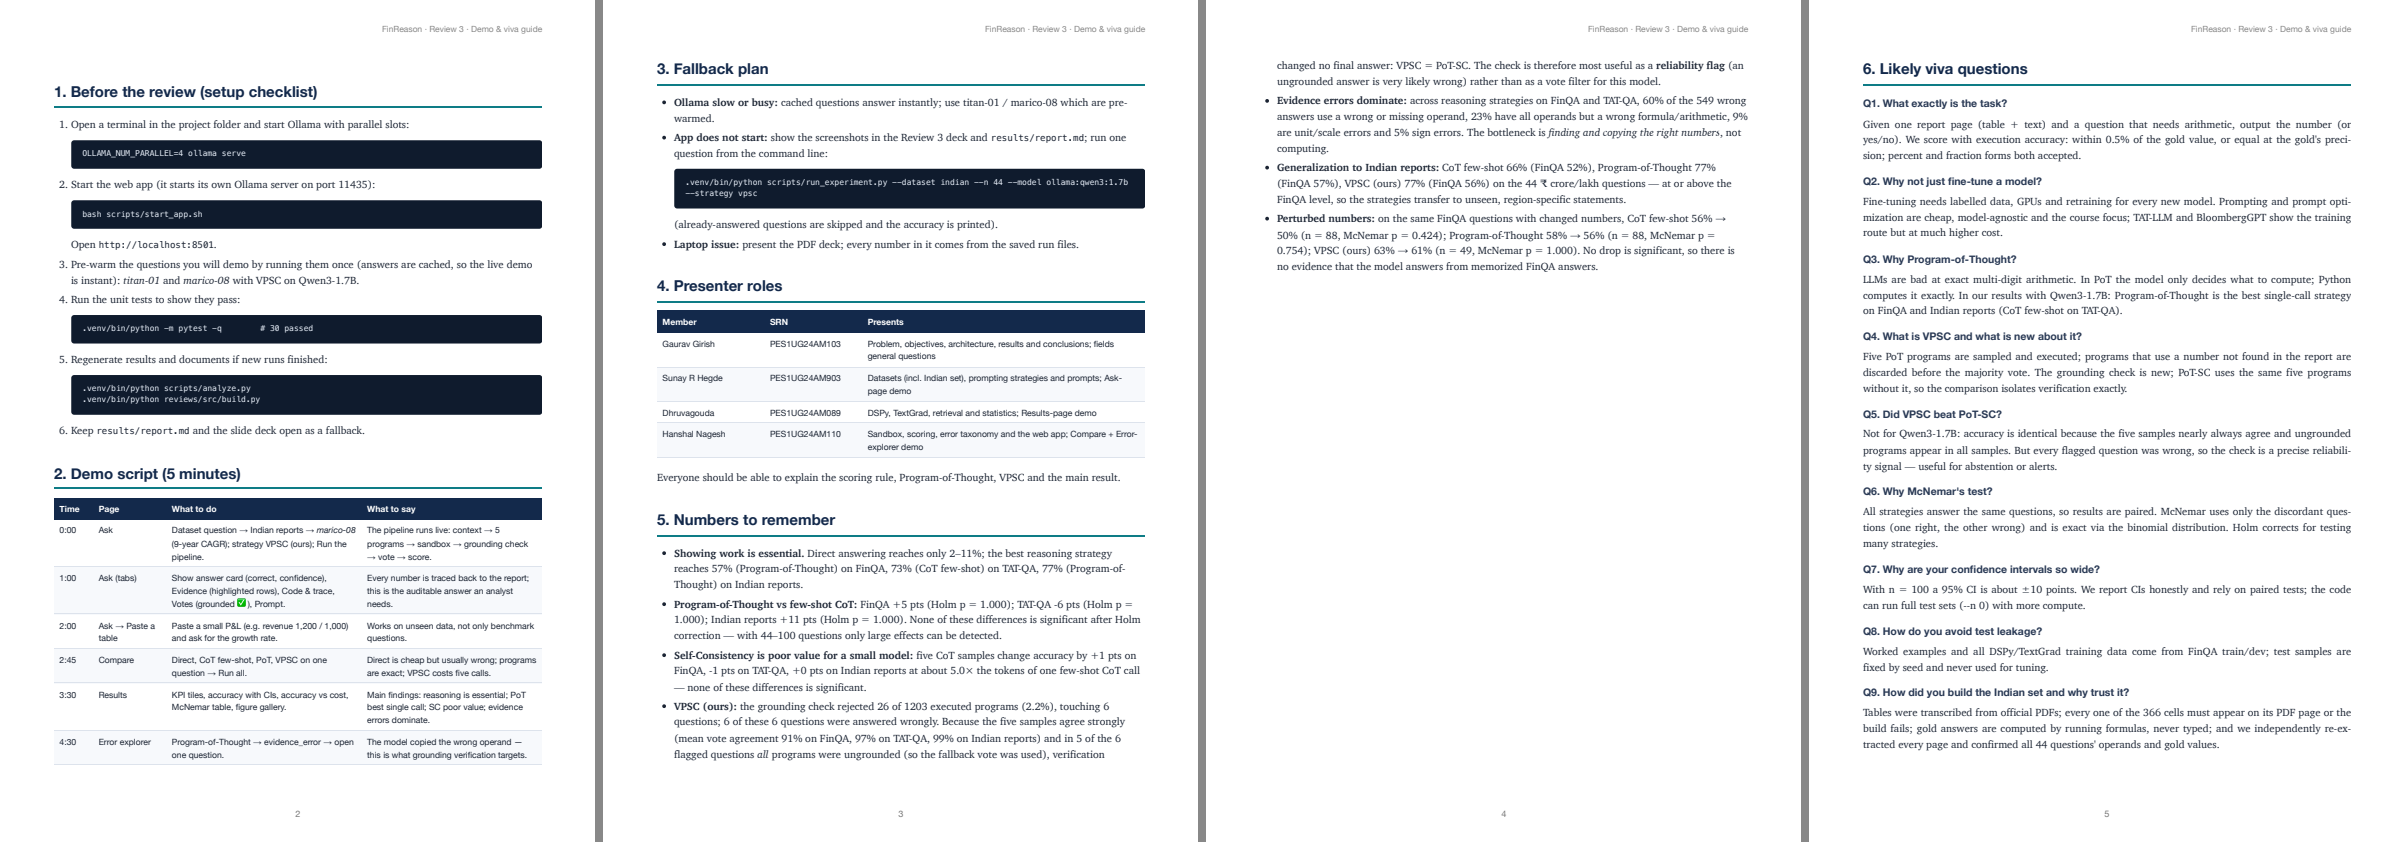 FinReason · Review 3 · Demo & viva guide
1. Before the review (setup checklist)
1. Open a terminal in the project folder and start Ollama with parallel slots:
OLLAMA_NUM_PARALLEL=4 ollama serve
2. Start the web app (it starts its own Ollama server on port 11435):
bash scripts/start_app.sh
Open http://localhost:8501.
3. Pre-warm the questions you will demo by running them once (answers are cached, so the live demo
is instant): titan-01 and marico-08 with VPSC on Qwen3-1.7B.
4. Run the unit tests to show they pass:
.venv/bin/python -m pytest -q # 30 passed
5. Regenerate results and documents if new runs finished:
.venv/bin/python scripts/analyze.py
.venv/bin/python reviews/src/build.py
6. Keep results/report.md and the slide deck open as a fallback.
2. Demo script (5 minutes)
Time Page What to do What to say
0:00 Ask Dataset question → Indian reports → marico-08 The pipeline runs live: context → 5
(9-year CAGR); strategy VPSC (ours); Run the programs → sandbox → grounding check
pipeline. → vote → score.
1:00 Ask (tabs) Show answer card (correct, confidence), Every number is traced back to the report;
Evidence (highlighted rows), Code & trace, this is the auditable answer an analyst
Votes (grounded ✅), Prompt. needs.
2:00 Ask → Paste a Paste a small P&L (e.g. revenue 1,200 / 1,000) Works on unseen data, not only benchmark
table and ask for the growth rate. questions.
2:45 Compare Direct, CoT few-shot, PoT, VPSC on one Direct is cheap but usually wrong; programs
question → Run all. are exact; VPSC costs five calls.
3:30 Results KPI tiles, accuracy with CIs, accuracy vs cost, Main findings: reasoning is essential; PoT
McNemar table, figure gallery. best single call; SC poor value; evidence
errors dominate.
4:30 Error explorer Program-of-Thought → evidence_error → open The model copied the wrong operand —
one question. this is what grounding verification targets.
2
FinReason · Review 3 · Demo & viva guide
3. Fallback plan
• Ollama slow or busy: cached questions answer instantly; use titan-01 / marico-08 which are pre-
warmed.
• App does not start: show the screenshots in the Review 3 deck and results/report.md; run one
question from the command line:
.venv/bin/python scripts/run_experiment.py --dataset indian --n 44 --model ollama:qwen3:1.7b
--strategy vpsc
(already-answered questions are skipped and the accuracy is printed).
• Laptop issue: present the PDF deck; every number in it comes from the saved run files.
4. Presenter roles
Member SRN Presents
Gaurav Girish PES1UG24AM103 Problem, objectives, architecture, results and conclusions; fields
general questions
Sunay R Hegde PES1UG24AM903 Datasets (incl. Indian set), prompting strategies and prompts; Ask-
page demo
Dhruvagouda PES1UG24AM089 DSPy, TextGrad, retrieval and statistics; Results-page demo
Hanshal Nagesh PES1UG24AM110 Sandbox, scoring, error taxonomy and the web app; Compare + Error-
explorer demo
Everyone should be able to explain the scoring rule, Program-of-Thought, VPSC and the main result.
5. Numbers to remember
• Showing work is essential. Direct answering reaches only 2–11%; the best reasoning strategy
reaches 57% (Program-of-Thought) on FinQA, 73% (CoT few-shot) on TAT-QA, 77% (Program-of-
Thought) on Indian reports.
• Program-of-Thought vs few-shot CoT: FinQA +5 pts (Holm p = 1.000); TAT-QA -6 pts (Holm p =
1.000); Indian reports +11 pts (Holm p = 1.000). None of these differences is significant after Holm
correction — with 44–100 questions only large effects can be detected.
• Self-Consistency is poor value for a small model: five CoT samples change accuracy by +1 pts on
FinQA, -1 pts on TAT-QA, +0 pts on Indian reports at about 5.0× the tokens of one few-shot CoT call
— none of these differences is significant.
• VPSC (ours): the grounding check rejected 26 of 1203 executed programs (2.2%), touching 6
questions; 6 of these 6 questions were answered wrongly. Because the five samples agree strongly
(mean vote agreement 91% on FinQA, 97% on TAT-QA, 99% on Indian reports) and in 5 of the 6
flagged questions all programs were ungrounded (so the fallback vote was used), verification
3
FinReason · Review 3 · Demo & viva guide
changed no final answer: VPSC = PoT-SC. The check is therefore most useful as a reliability flag (an
ungrounded answer is very likely wrong) rather than as a vote filter for this model.
• Evidence errors dominate: across reasoning strategies on FinQA and TAT-QA, 60% of the 549 wrong
answers use a wrong or missing operand, 23% have all operands but a wrong formula/arithmetic, 9%
are unit/scale errors and 5% sign errors. The bottleneck is finding and copying the right numbers, not
computing.
• Generalization to Indian reports: CoT few-shot 66% (FinQA 52%), Program-of-Thought 77%
(FinQA 57%), VPSC (ours) 77% (FinQA 56%) on the 44 ₹ crore/lakh questions — at or above the
FinQA level, so the strategies transfer to unseen, region-specific statements.
• Perturbed numbers: on the same FinQA questions with changed numbers, CoT few-shot 56% →
50% (n = 88, McNemar p = 0.424); Program-of-Thought 58% → 56% (n = 88, McNemar p =
0.754); VPSC (ours) 63% → 61% (n = 49, McNemar p = 1.000). No drop is significant, so there is
no evidence that the model answers from memorized FinQA answers.
4
FinReason · Review 3 · Demo & viva guide
6. Likely viva questions
Q1. What exactly is the task?
Given one report page (table + text) and a question that needs arithmetic, output the number (or
yes/no). We score with execution accuracy: within 0.5% of the gold value, or equal at the gold's preci-
sion; percent and fraction forms both accepted.
Q2. Why not just fine-tune a model?
Fine-tuning needs labelled data, GPUs and retraining for every new model. Prompting and prompt opti-
mization are cheap, model-agnostic and the course focus; TAT-LLM and BloombergGPT show the training
route but at much higher cost.
Q3. Why Program-of-Thought?
LLMs are bad at exact multi-digit arithmetic. In PoT the model only decides what to compute; Python
computes it exactly. In our results with Qwen3-1.7B: Program-of-Thought is the best single-call strategy
on FinQA and Indian reports (CoT few-shot on TAT-QA).
Q4. What is VPSC and what is new about it?
Five PoT programs are sampled and executed; programs that use a number not found in the report are
discarded before the majority vote. The grounding check is new; PoT-SC uses the same five programs
without it, so the comparison isolates verification exactly.
Q5. Did VPSC beat PoT-SC?
Not for Qwen3-1.7B: accuracy is identical because the five samples nearly always agree and ungrounded
programs appear in all samples. But every flagged question was wrong, so the check is a precise reliabili-
ty signal — useful for abstention or alerts.
Q6. Why McNemar's test?
All strategies answer the same questions, so results are paired. McNemar uses only the discordant ques-
tions (one right, the other wrong) and is exact via the binomial distribution. Holm corrects for testing
many strategies.
Q7. Why are your confidence intervals so wide?
With n = 100 a 95% CI is about ±10 points. We report CIs honestly and rely on paired tests; the code
can run full test sets (--n 0) with more compute.
Q8. How do you avoid test leakage?
Worked examples and all DSPy/TextGrad training data come from FinQA train/dev; test samples are
fixed by seed and never used for tuning.
Q9. How did you build the Indian set and why trust it?
Tables were transcribed from official PDFs; every one of the 366 cells must appear on its PDF page or the
build fails; gold answers are computed by running formulas, never typed; and we independently re-ex-
tracted every page and confirmed all 44 questions' operands and gold values.
5